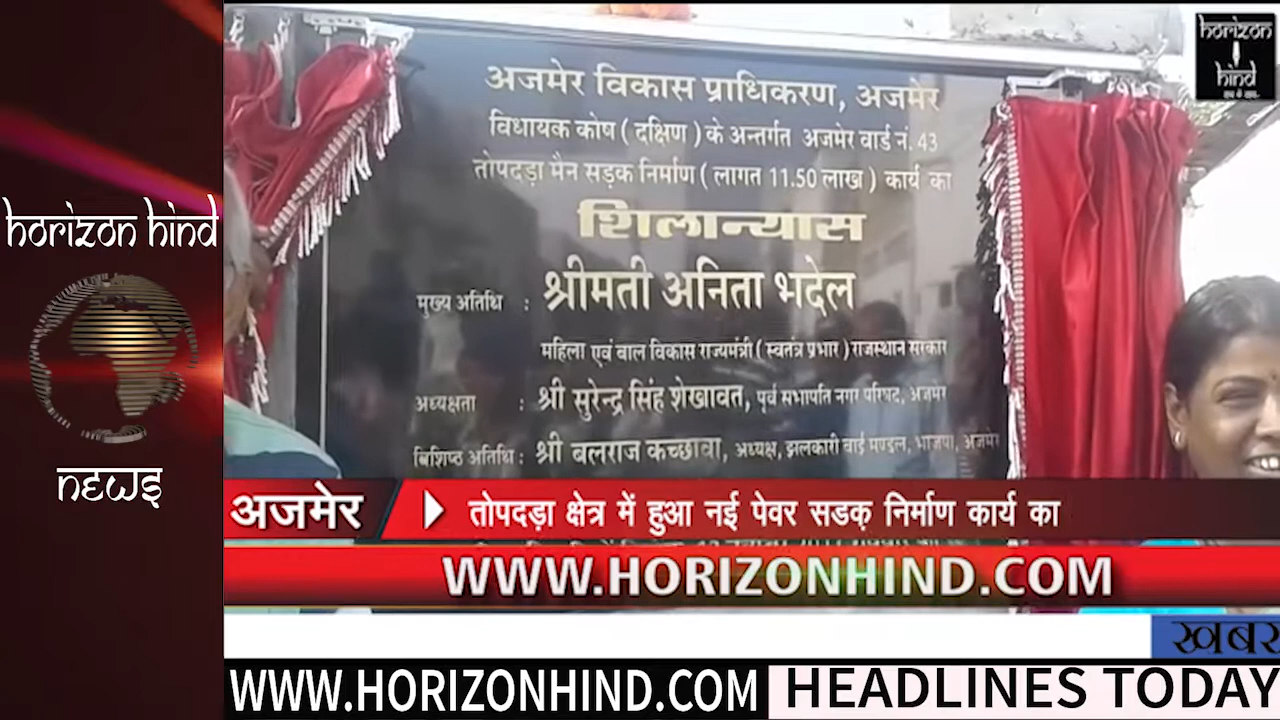 horizon hind
NEWS
horizon
hind
अजमेर विकास प्राधिकरण, अजमेर
विधायक कोष ( दक्षिण ) के अन्तर्गत अजमेर वार्ड नं. 43
तोपदड़ा मैन सड़क निर्माण ( लागत 11.50 लाख ) कार्य का
शिलान्यास
मुख्य अतिथि : श्रीमती अनिता भदेल
महिला एवं बाल विकास राज्यमंत्री ( स्वतंत्र प्रभार ) राजस्थान सरकार
अध्यक्षता : श्री सुरेन्द्र सिंह शेखावत, पूर्व सभापति नगर परिषद, अजमेर
विशिष्ठ अतिथि : श्री बलराज कच्छावा, अध्यक्ष, झलकारी बाई मण्डल, भाजपा, अजमेर
अजमेर
तोपदड़ा क्षेत्र में हुआ नई पेवर सडक़ निर्माण कार्य का
WWW.HORIZONHIND.COM
खबर
WWW.HORIZONHIND.COM
HEADLINES TODAY